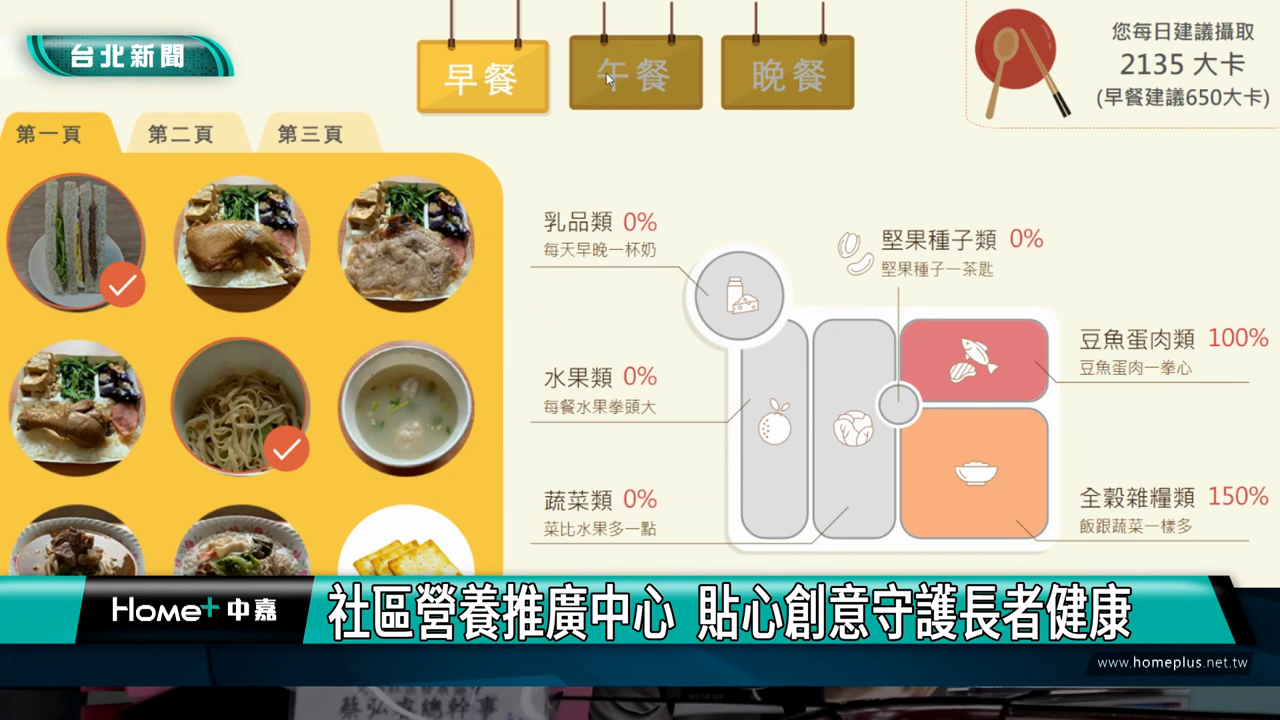 台北新聞
早餐
午餐
晚餐
您每日建議攝取
2135 大卡
(早餐建議650大卡)
第一頁
第二頁
第三頁
乳品類 0%
每天早晚一杯奶
堅果種子類 0%
堅果種子一茶匙
豆魚蛋肉類 100%
豆魚蛋肉一拳心
水果類 0%
每餐水果拳頭大
蔬菜類 0%
菜比水果多一點
全穀雜糧類 150%
飯跟蔬菜一樣多
Home+ 中嘉
社區營養推廣中心 貼心創意守護長者健康
www.homeplus.net.tw
總幹事